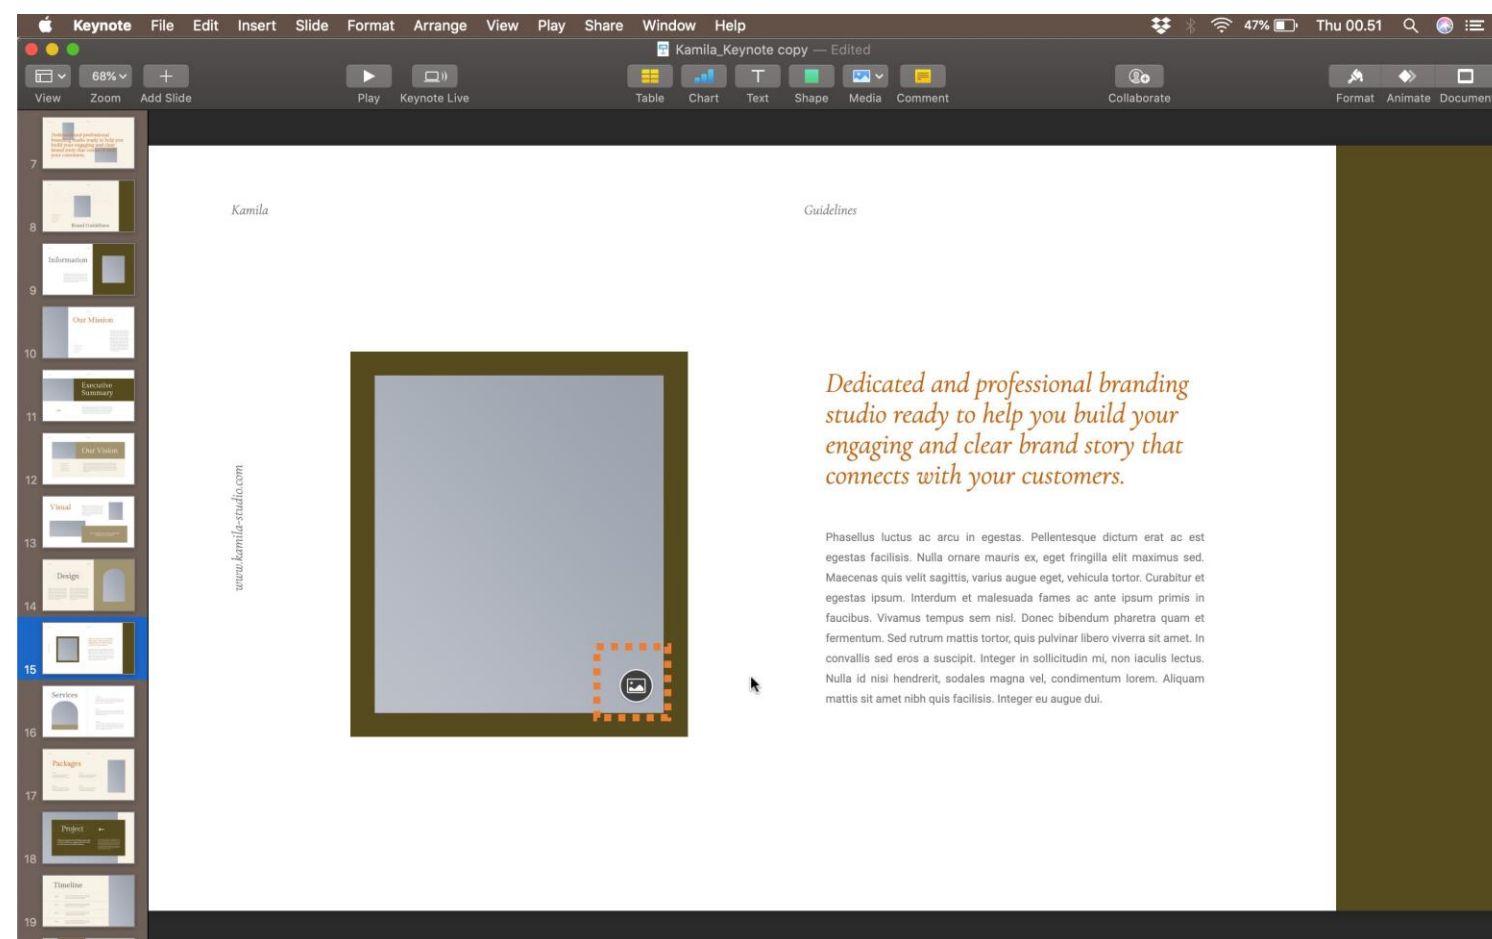 Keynote File Edit Insert Slide Format Arrange View Play Share Window Help 47% Thu 00.51
Kamila_Keynote copy — Edited
68%
View Zoom Add Slide Play Keynote Live Table Chart Text Shape Media Comment Collaborate Format Animate Documen
7
8
Brand Guidelines
9
Information
10
Our Mission
11
Executive
Summary
12
Our Vision
13
Visual
14
Design
15
16
Services
17
Packages
18
Project
19
Timeline
Kamila
Guidelines
www.kamila-studio.com
Dedicated and professional branding
studio ready to help you build your
engaging and clear brand story that
connects with your customers.
Phasellus luctus ac arcu in egestas. Pellentesque dictum erat ac est
egestas facilisis. Nulla ornare mauris ex, eget fringilla elit maximus sed.
Maecenas quis velit sagittis, varius augue eget, vehicula tortor. Curabitur et
egestas ipsum. Interdum et malesuada fames ac ante ipsum primis in
faucibus. Vivamus tempus sem nisl. Donec bibendum pharetra quam et
fermentum. Sed rutrum mattis tortor, quis pulvinar libero viverra sit amet. In
convallis sed eros a suscipit. Integer in sollicitudin mi, non iaculis lectus.
Nulla id nisi hendrerit, sodales magna vel, condimentum lorem. Aliquam
mattis sit amet nibh quis facilisis. Integer eu augue dui.